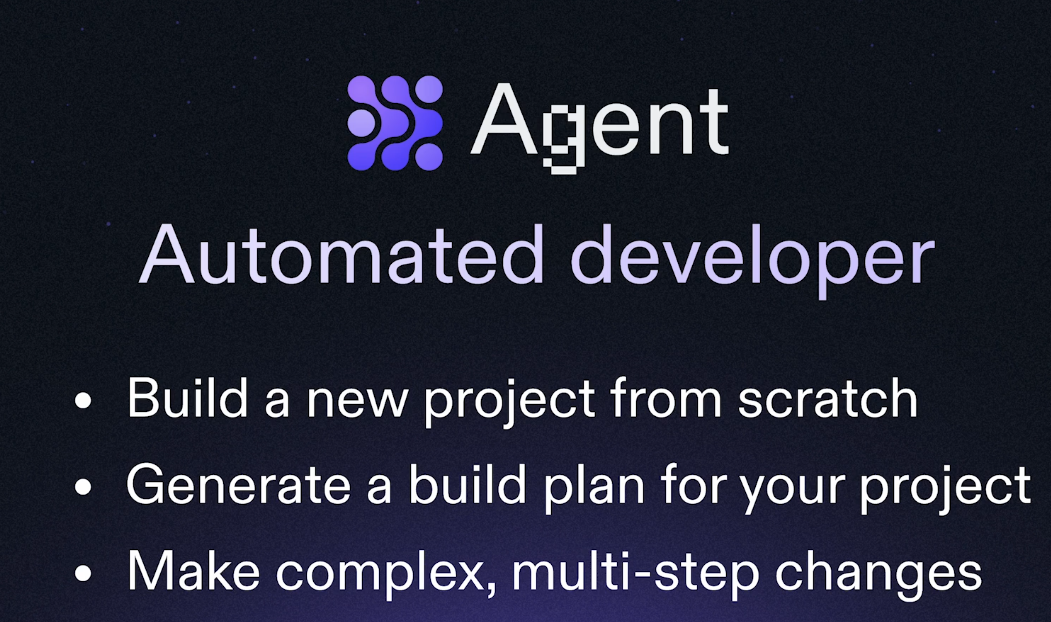 Agent
Automated developer
• Build a new project from scratch
• Generate a build plan for your project
• Make complex, multi-step changes